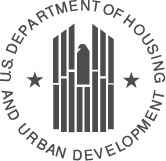 U.S. DEPARTMENT OF HOUSING
AND URBAN DEVELOPMENT